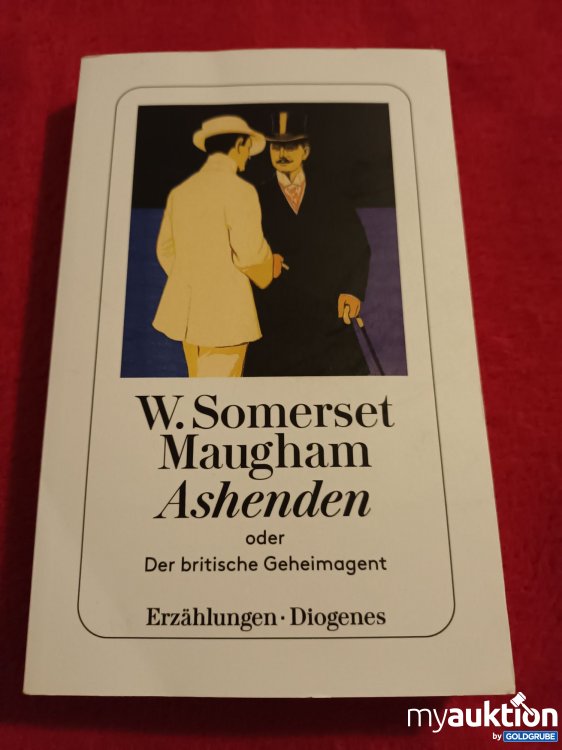 W. Somerset
Maugham
Ashenden
oder
Der britische Geheimagent
Erzählungen · Diogenes
myauktion
by GOLDGRUBE